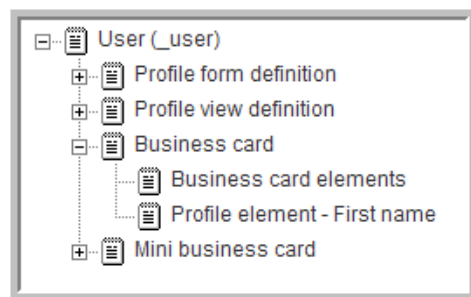 User (_user)
Profile form definition
Profile view definition
Business card
Business card elements
Profile element - First name
Mini business card